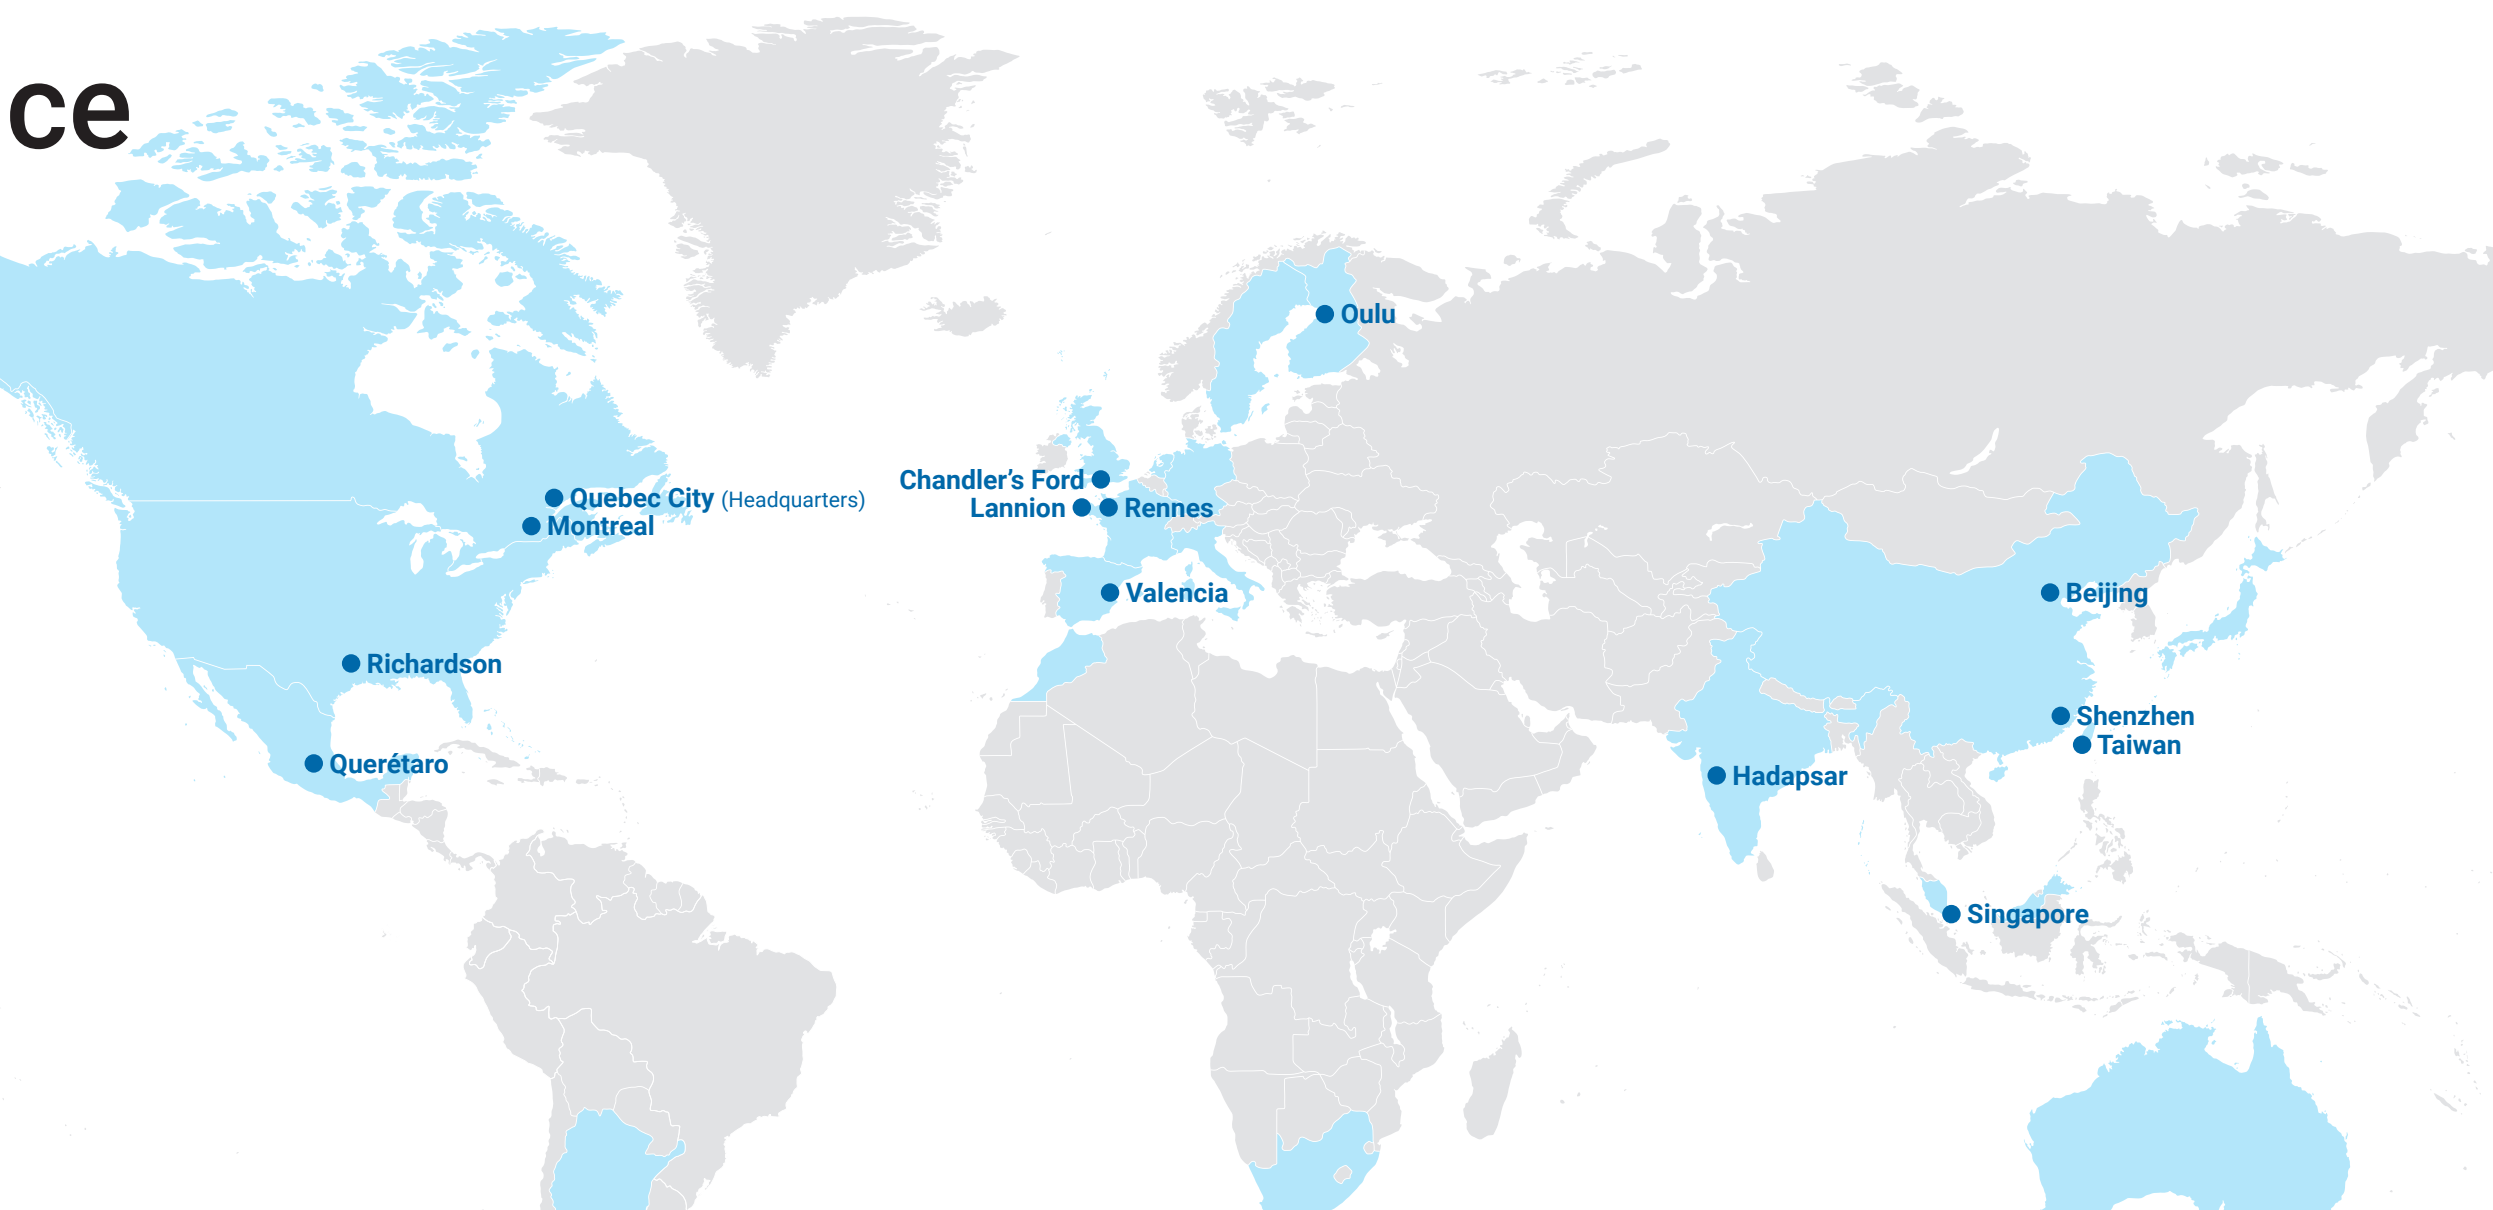 ce
Oulu
Chandler's Ford
Quebec City (Headquarters)
Lannion
Rennes
Montreal
Valencia
Beijing
Richardson
Shenzhen
Taiwan
Querétaro
Hadapsar
Singapore